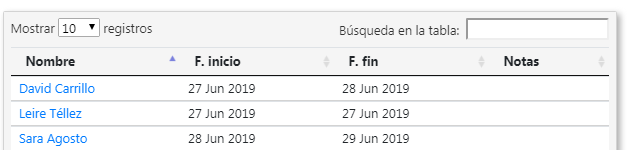 Mostrar 10 registros Búsqueda en la tabla:
Nombre F. inicio F. fin Notas
David Carrillo 27 Jun 2019 28 Jun 2019
Leire Téllez 27 Jun 2019 27 Jun 2019
Sara Agosto 28 Jun 2019 29 Jun 2019